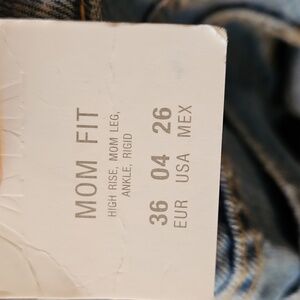 MOM FIT
HIGH RISE, MOM LEG,
ANKLE, RIGID
36 04 26
EUR USA MEX